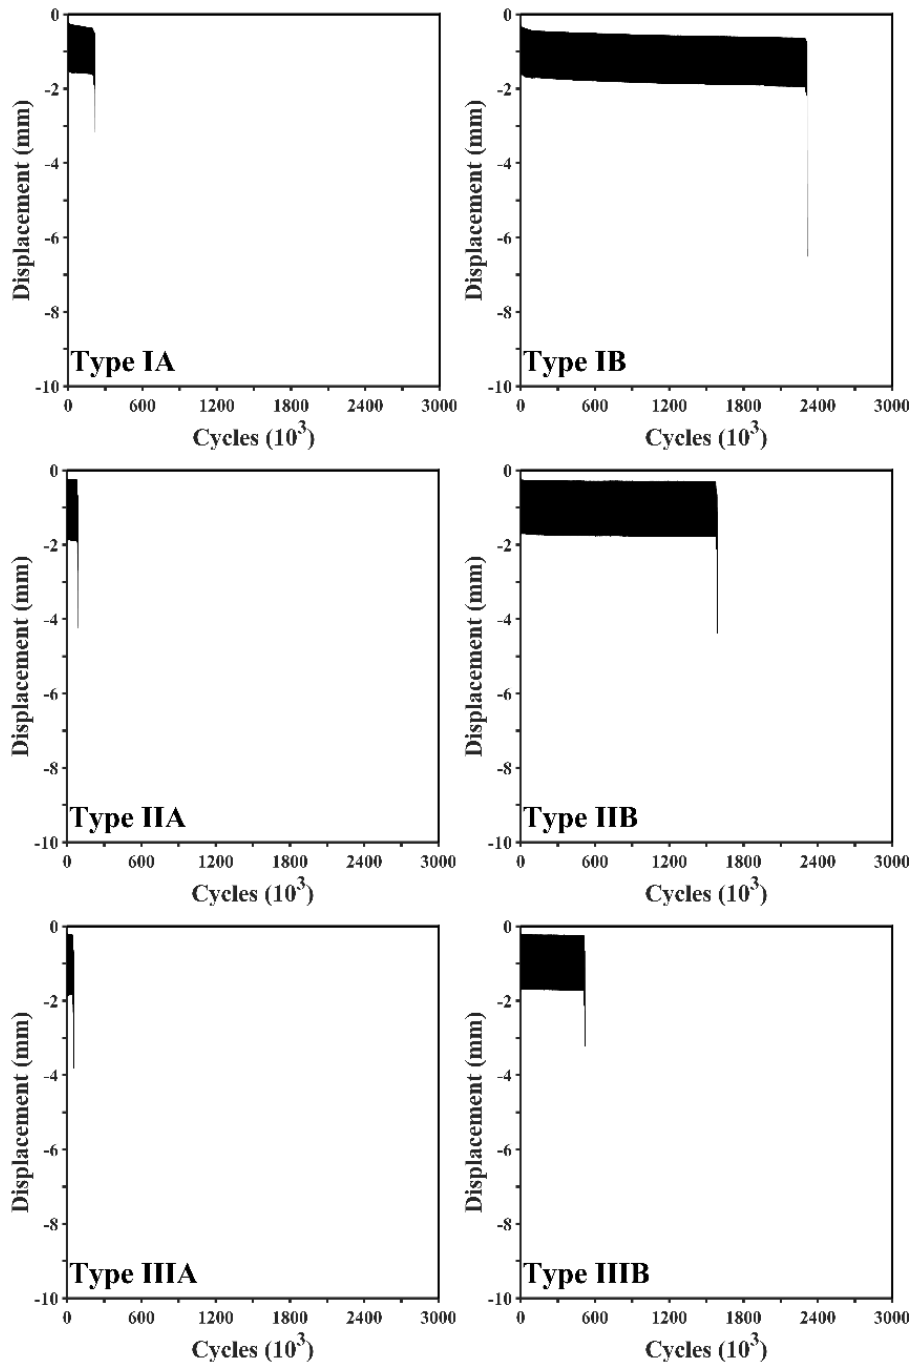 0
-2
-4
-6
-8
-10
Displacement (mm)
Type IA
0 600 1200 1800 2400 3000
Cycles (10³)
0
-2
-4
-6
-8
-10
Displacement (mm)
Type IB
0 600 1200 1800 2400 3000
Cycles (10³)
0
-2
-4
-6
-8
-10
Displacement (mm)
Type IIA
0 600 1200 1800 2400 3000
Cycles (10³)
0
-2
-4
-6
-8
-10
Displacement (mm)
Type IIB
0 600 1200 1800 2400 3000
Cycles (10³)
0
-2
-4
-6
-8
-10
Displacement (mm)
Type IIIA
0 600 1200 1800 2400 3000
Cycles (10³)
0
-2
-4
-6
-8
-10
Displacement (mm)
Type IIIB
0 600 1200 1800 2400 3000
Cycles (10³)